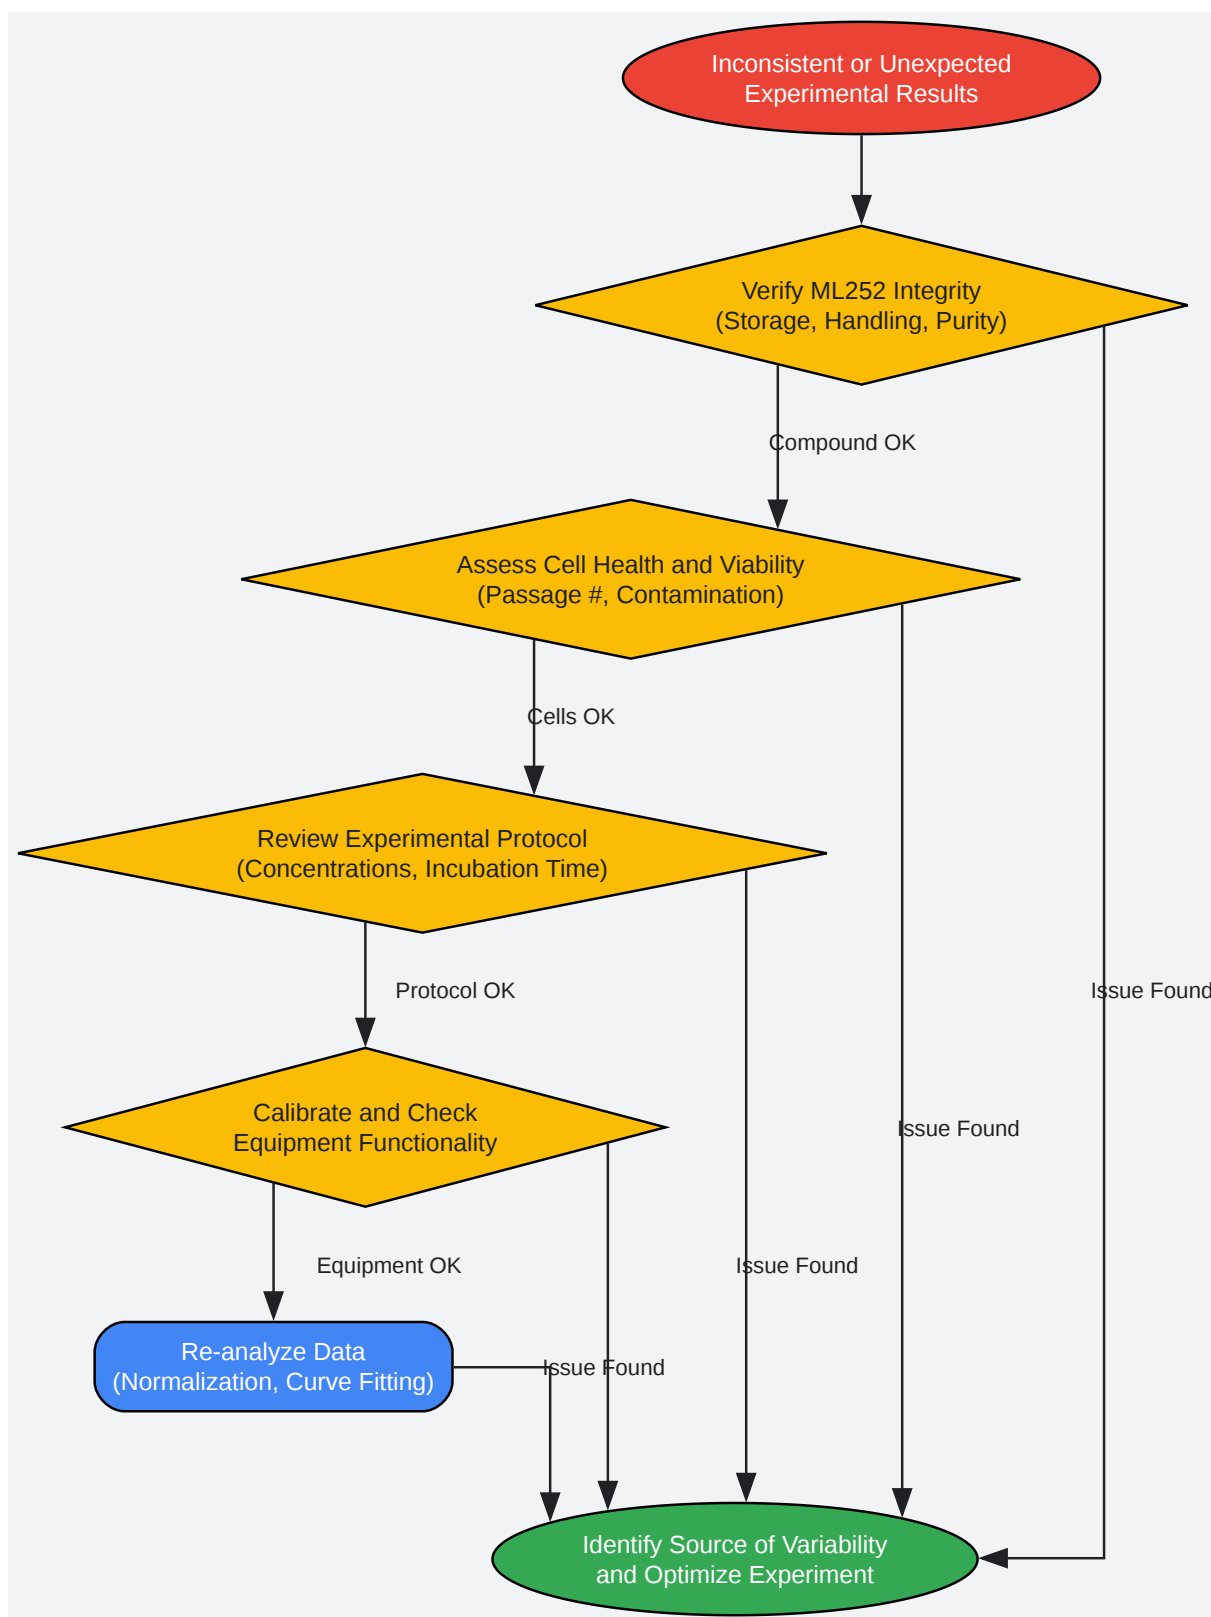 Inconsistent or Unexpected
Experimental Results
Verify ML252 Integrity
(Storage, Handling, Purity)
Compound OK
Assess Cell Health and Viability
(Passage #, Contamination)
Cells OK
Review Experimental Protocol
(Concentrations, Incubation Time)
Protocol OK
Issue Found
Calibrate and Check
Equipment Functionality
Issue Found
Equipment OK
Issue Found
Re-analyze Data
(Normalization, Curve Fitting)
Issue Found
Identify Source of Variability
and Optimize Experiment